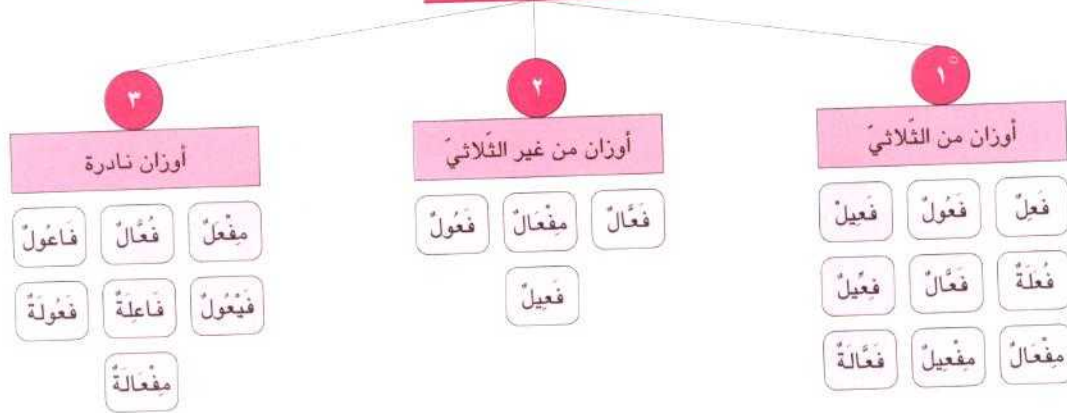 ١
أوزان من الثّلاثيّ
فَعِلٌ فَعُولٌ فَعِيلٌ
فُعَلَةٌ فَعَّالٌ فِعِّيلٌ
مِفْعَالٌ مِفْعِيلٌ فَعَّالَةٌ
٢
أوزان من غير الثّلاثيّ
فَعَّالٌ مِفْعَالٌ فَعُولٌ
فَعِيلٌ
٣
أوزان نادرة
مِفْعَلٌ فُعَّالٌ فَاعُولٌ
فَيْعُولٌ فَاعِلَةٌ فَعُولَةٌ
مِفْعَالَةٌ